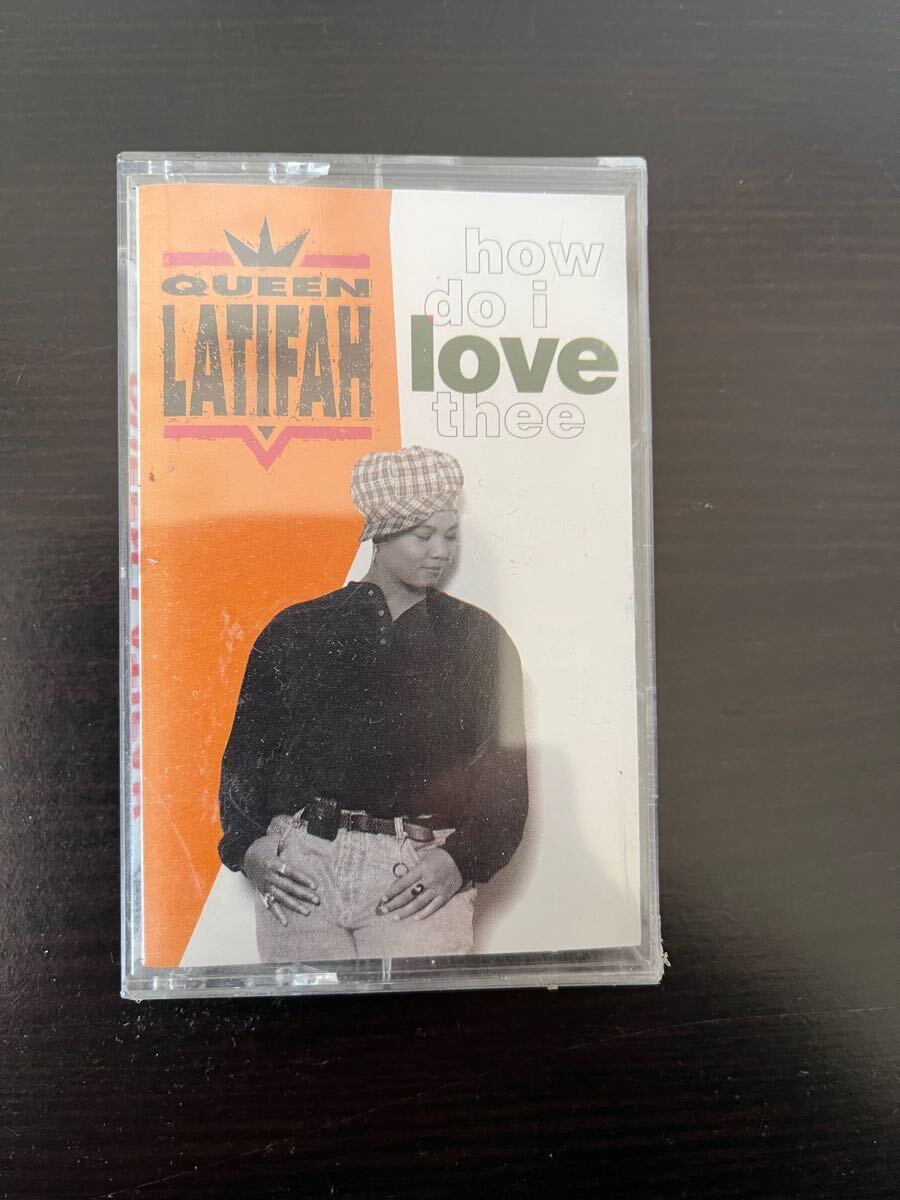 QUEEN
LATIFAH
how
do i
love
thee